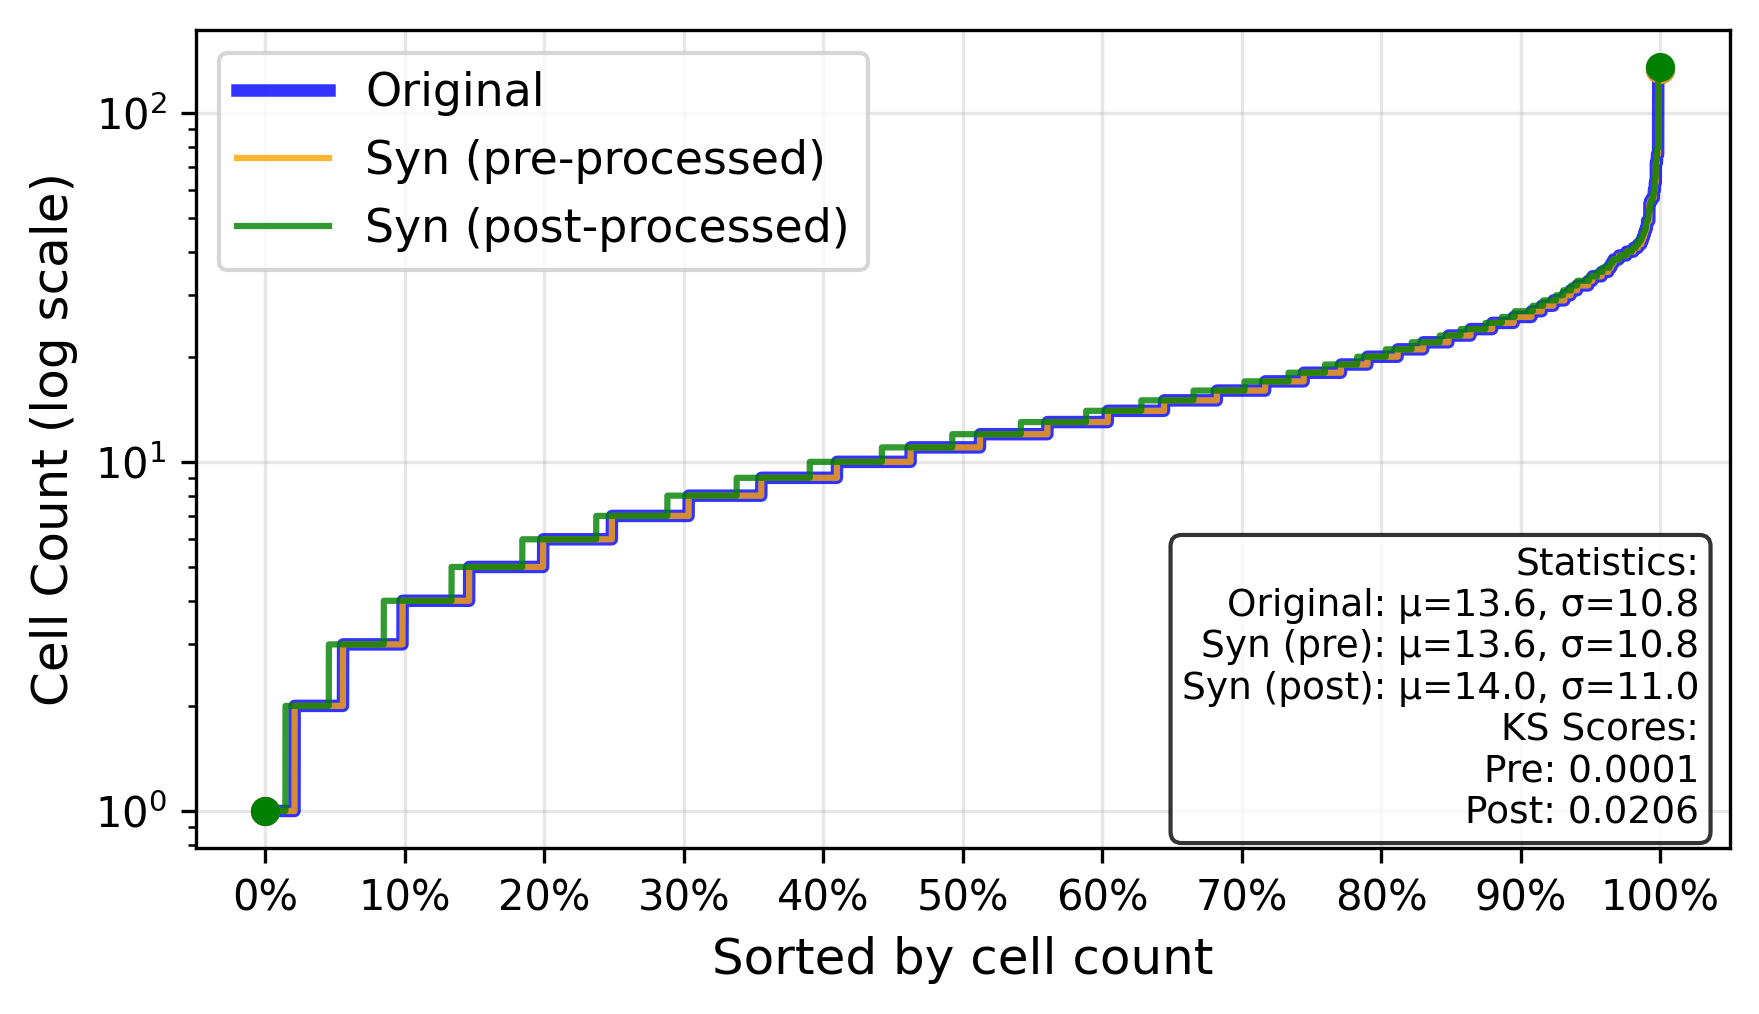 Original
Syn (pre-processed)
Syn (post-processed)
Cell Count (log scale)
10²
10¹
10⁰
Statistics:
Original: μ=13.6, σ=10.8
Syn (pre): μ=13.6, σ=10.8
Syn (post): μ=14.0, σ=11.0
KS Scores:
Pre: 0.0001
Post: 0.0206
0% 10% 20% 30% 40% 50% 60% 70% 80% 90% 100%
Sorted by cell count